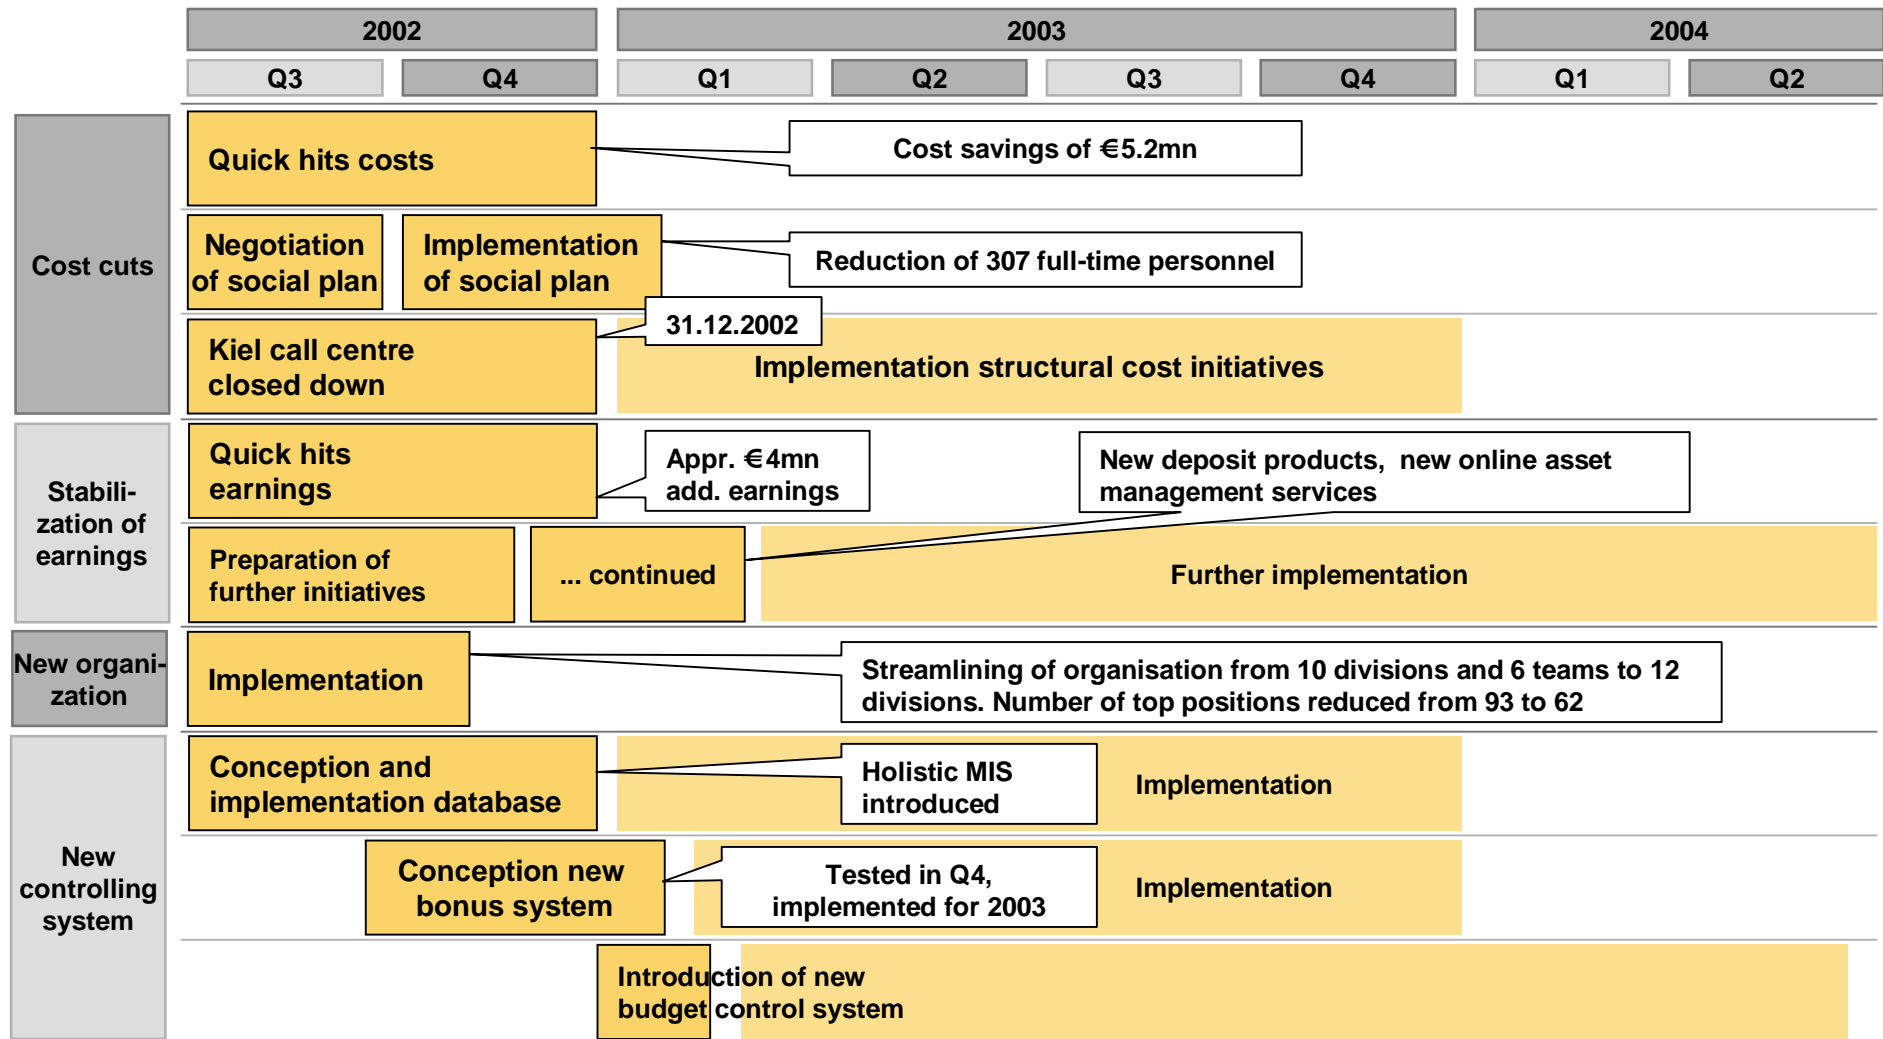 2002
2003
2004
Q3
Q4
Q1
Q2
Q3
Q4
Q1
Q2
Cost cuts
Quick hits costs
Cost savings of €5.2mn
Negotiation
of social plan
Implementation
of social plan
Reduction of 307 full-time personnel
Kiel call centre
closed down
31.12.2002
Implementation structural cost initiatives
Stabili-
zation of
earnings
Quick hits
earnings
Appr. €4mn
add. earnings
New deposit products,  new online asset
management services
Preparation of
further initiatives
... continued
Further implementation
New organi-
zation
Implementation
Streamlining of organisation from 10 divisions and 6 teams to 12
divisions. Number of top positions reduced from 93 to 62
New
controlling
system
Conception and
implementation database
Holistic MIS
introduced
Implementation
Conception new
bonus system
Tested in Q4,
implemented for 2003
Implementation
Introduction of new
budget control system